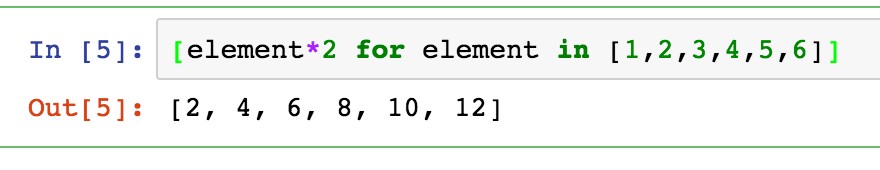 In [5]: [element*2 for element in [1,2,3,4,5,6]]
Out[5]: [2, 4, 6, 8, 10, 12]